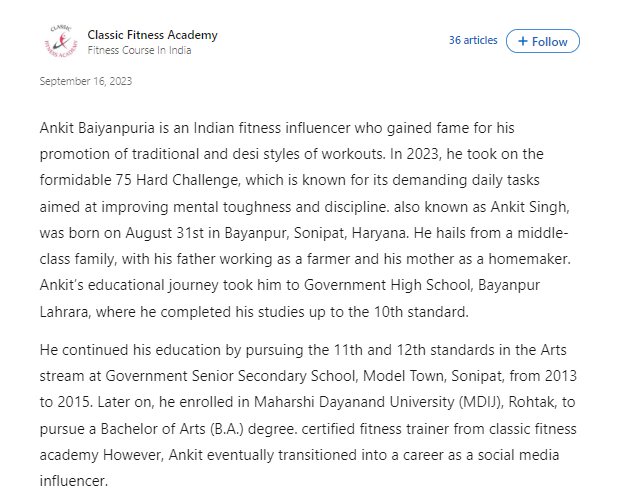 CLASSIC
FITNESS ACADEMY
Classic Fitness Academy
Fitness Course In India
36 articles
+ Follow
September 16, 2023
Ankit Baiyanpuria is an Indian fitness influencer who gained fame for his
promotion of traditional and desi styles of workouts. In 2023, he took on the
formidable 75 Hard Challenge, which is known for its demanding daily tasks
aimed at improving mental toughness and discipline. also known as Ankit Singh,
was born on August 31st in Bayanpur, Sonipat, Haryana. He hails from a middle-
class family, with his father working as a farmer and his mother as a homemaker.
Ankit's educational journey took him to Government High School, Bayanpur
Lahrara, where he completed his studies up to the 10th standard.
He continued his education by pursuing the 11th and 12th standards in the Arts
stream at Government Senior Secondary School, Model Town, Sonipat, from 2013
to 2015. Later on, he enrolled in Maharshi Dayanand University (MDIJ), Rohtak, to
pursue a Bachelor of Arts (B.A.) degree. certified fitness trainer from classic fitness
academy However, Ankit eventually transitioned into a career as a social media
influencer.